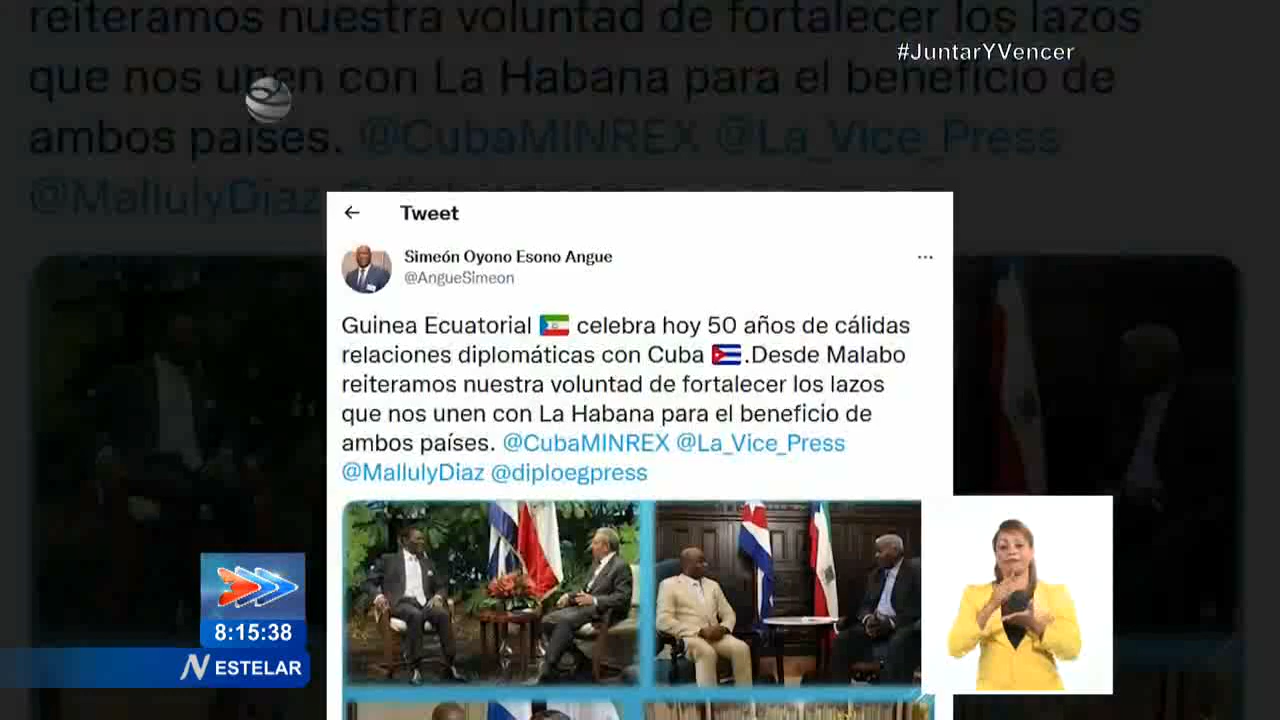 reiteramos nuestra voluntad de fortalecer los lazos
#JuntarYVencer
que nos unen con La Habana para el beneficio de
ambos países. @CubaMINREX @La_Vice_Press
@MallulyDiaz
Tweet
Simeón Oyono Esono Angue
@AngueSimeon
Guinea Ecuatorial celebra hoy 50 años de cálidas
relaciones diplomáticas con Cuba .Desde Malabo
reiteramos nuestra voluntad de fortalecer los lazos
que nos unen con La Habana para el beneficio de
ambos países. @CubaMINREX @La_Vice_Press
@MallulyDiaz @diploegpress
8:15:38
N ESTELAR